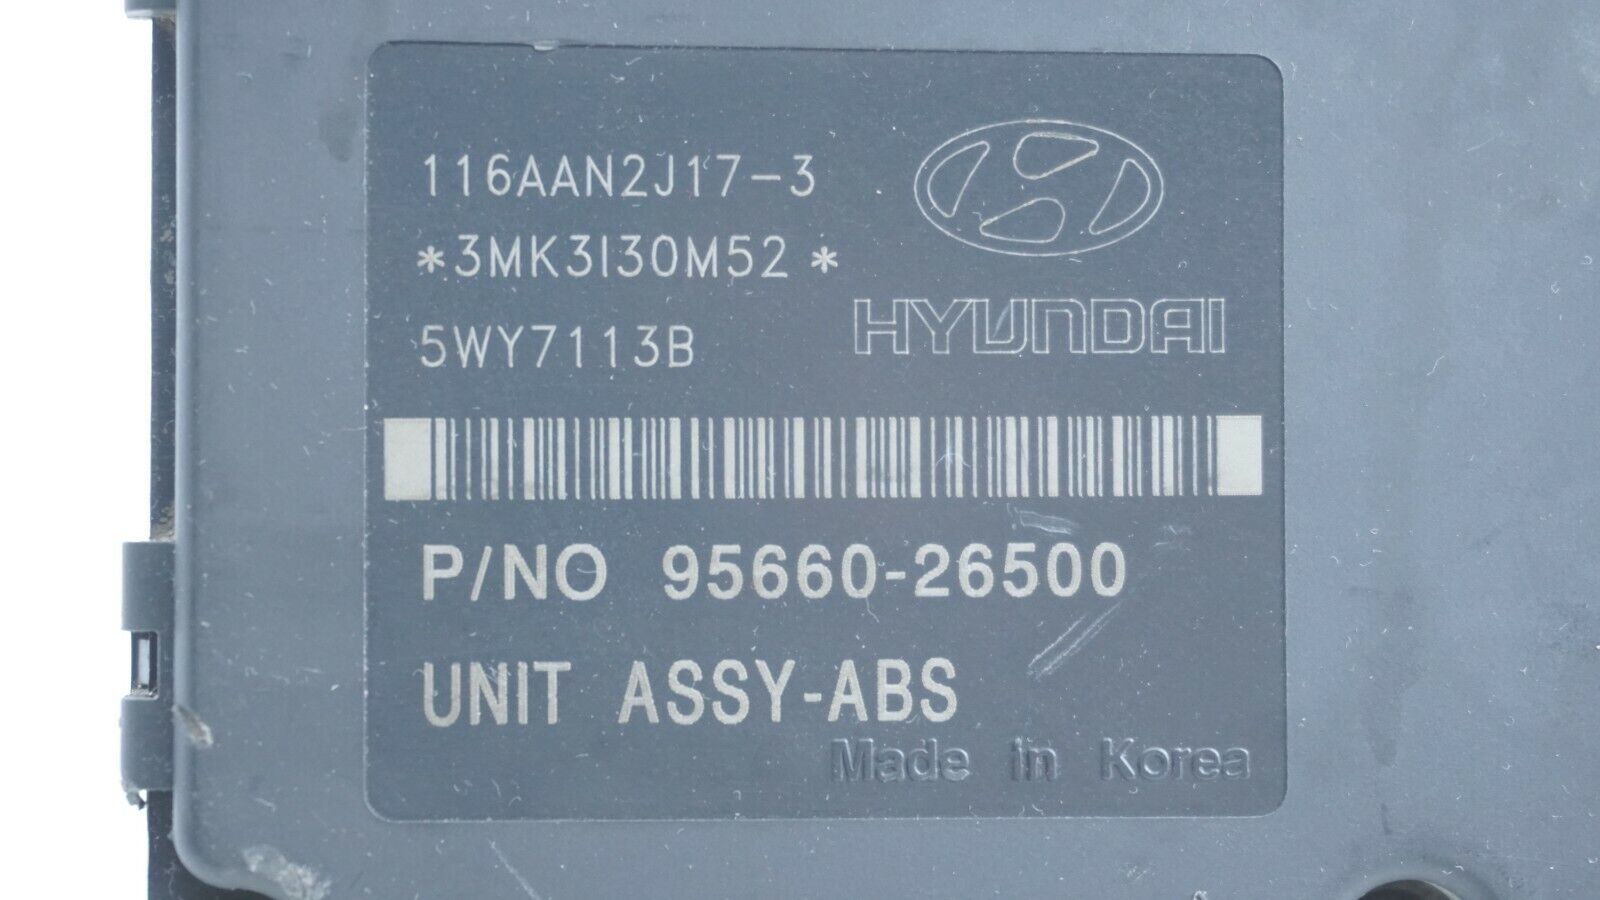 116AAN2J17-3
*3MK3I30M52*
5WY7113B
HYUNDAI
P/NO 95660-26500
UNIT ASSY-ABS
Made in Korea